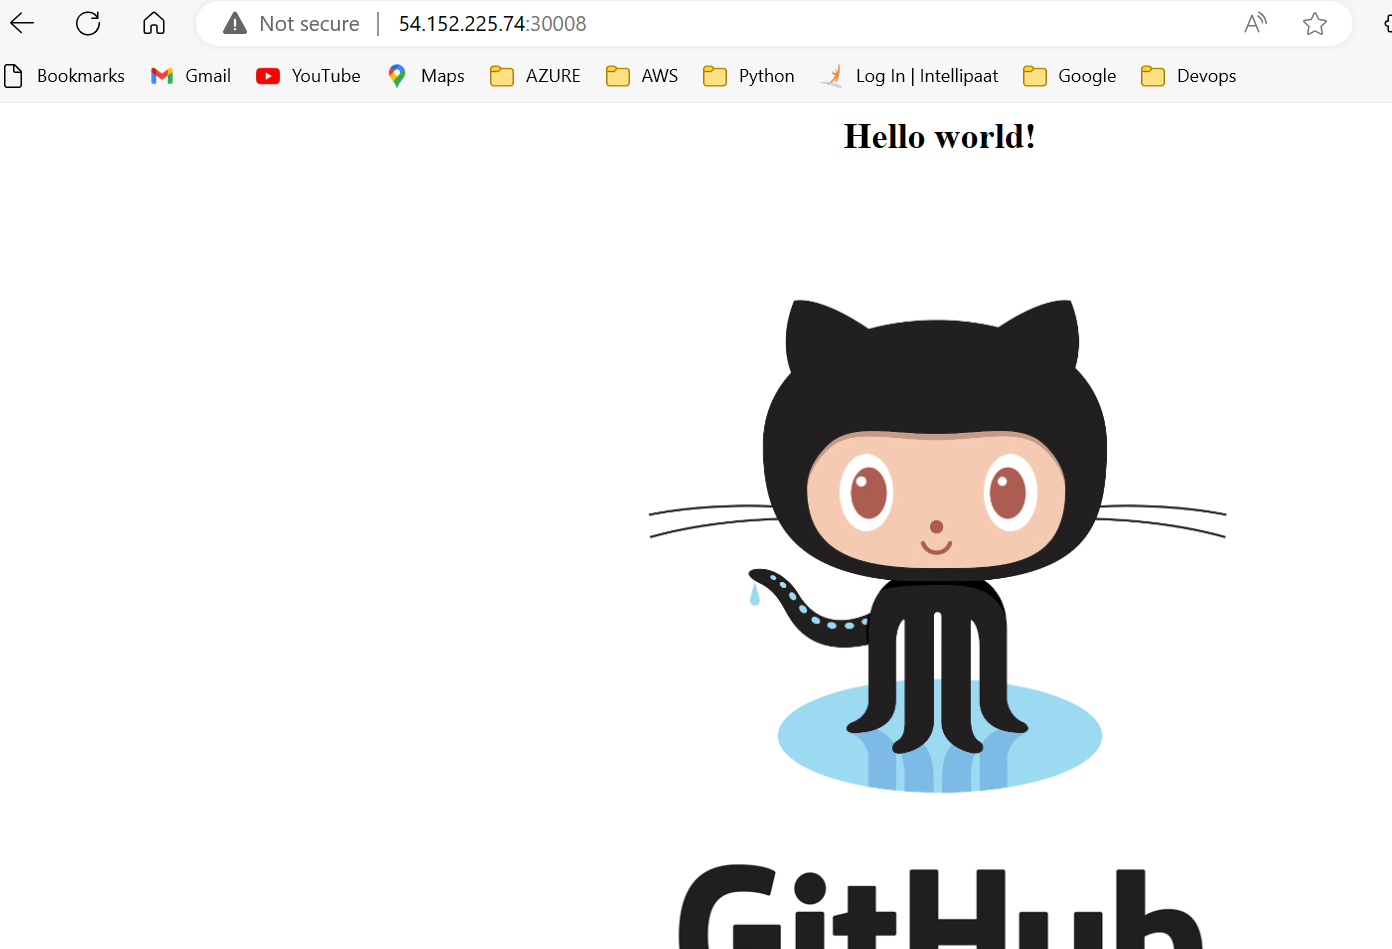 Not secure | 54.152.225.74:30008
Bookmarks Gmail YouTube Maps AZURE AWS Python Log In | Intellipaat Google Devops
Hello world!
GitHub